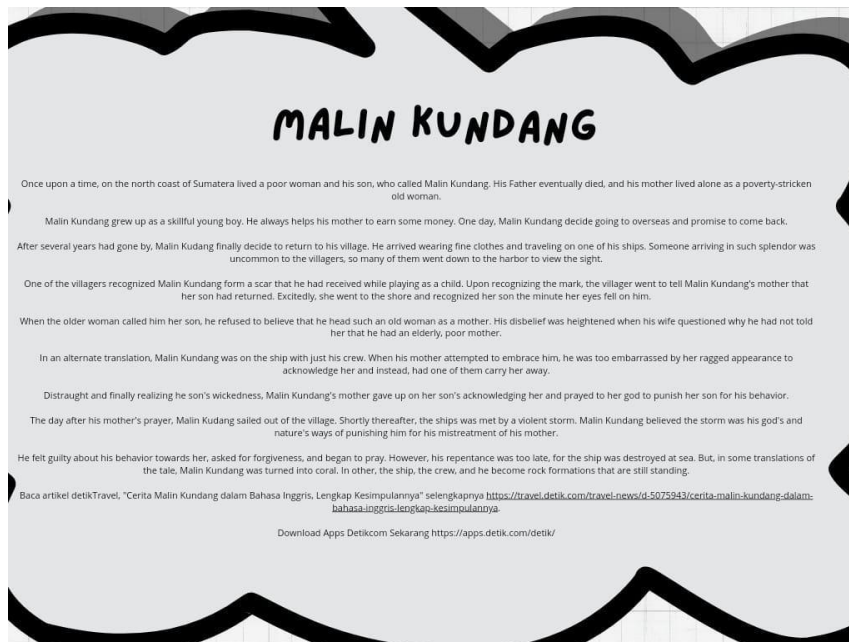 MALIN KUNDANG
Once upon a time, on the north coast of Sumatera lived a poor woman and his son, who called Malin Kundang. His Father eventually died, and his mother lived alone as a poverty-stricken
old woman.
Malin Kundang grew up as a skillful young boy. He always helps his mother to earn some money. One day, Malin Kundang decide going to overseas and promise to come back.
After several years had gone by, Malin Kudang finally decide to return to his village. He arrived wearing fine clothes and traveling on one of his ships. Someone arriving in such splendor was
uncommon to the villagers, so many of them went down to the harbor to view the sight.
One of the villagers recognized Malin Kundang form a scar that he had received while playing as a child. Upon recognizing the mark, the villager went to tell Malin Kundang's mother that
her son had returned. Excitedly, she went to the shore and recognized her son the minute her eyes fell on him.
When the older woman called him her son, he refused to believe that he head such an old woman as a mother. His disbelief was heightened when his wife questioned why he had not told
her that he had an elderly, poor mother.
In an alternate translation, Malin Kundang was on the ship with just his crew. When his mother attempted to embrace him, he was too embarrassed by her ragged appearance to
acknowledge her and instead, had one of them carry her away.
Distraught and finally realizing he son's wickedness, Malin Kundang's mother gave up on her son's acknowledging her and prayed to her god to punish her son for his behavior.
The day after his mother's prayer, Malin Kudang sailed out of the village. Shortly thereafter, the ships was met by a violent storm. Malin Kundang believed the storm was his god's and
nature's ways of punishing him for his mistreatment of his mother.
He felt guilty about his behavior towards her, asked for forgiveness, and began to pray. However, his repentance was too late, for the ship was destroyed at sea. But, in some translations of
the tale, Malin Kundang was turned into coral. In other, the ship, the crew, and he become rock formations that are still standing.
Baca artikel detikTravel, "Cerita Malin Kundang dalam Bahasa Inggris, Lengkap Kesimpulannya" selengkapnya https://travel.detik.com/travel-news/d-5075943/cerita-malin-kundang-dalam-
bahasa-inggris-lengkap-kesimpulannya.
Download Apps Detikcom Sekarang https://apps.detik.com/detik/